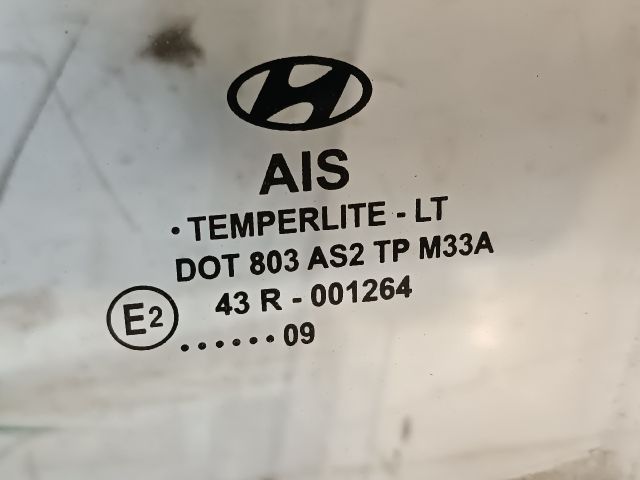 AIS
· TEMPERLITE - LT
DOT 803 AS2 TP M33A
43 R - 001264
E2
...... 09